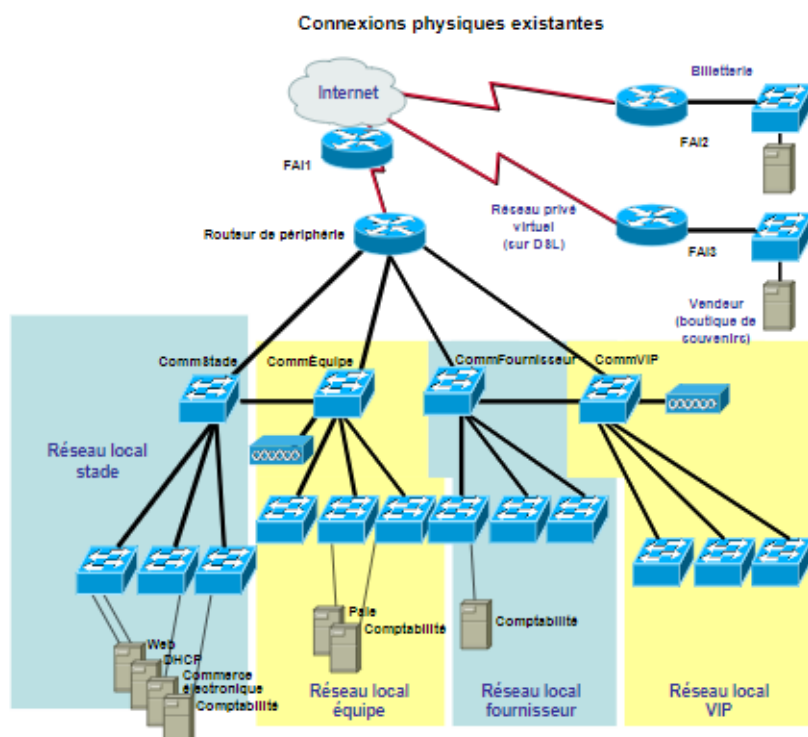 Connexions physiques existantes
Internet
Billetterie
FAI1
FAI2
Réseau privé
virtuel
(sur DSL)
Routeur de périphérie
FAI3
Vendeur
(boutique de
souvenirs)
CommStade
CommÉquipe
CommFournisseur
CommVIP
Réseau local
stade
Web
DHCP
Commerce
électronique
Comptabilité
Paie
Comptabilité
Comptabilité
Réseau local
équipe
Réseau local
fournisseur
Réseau local
VIP